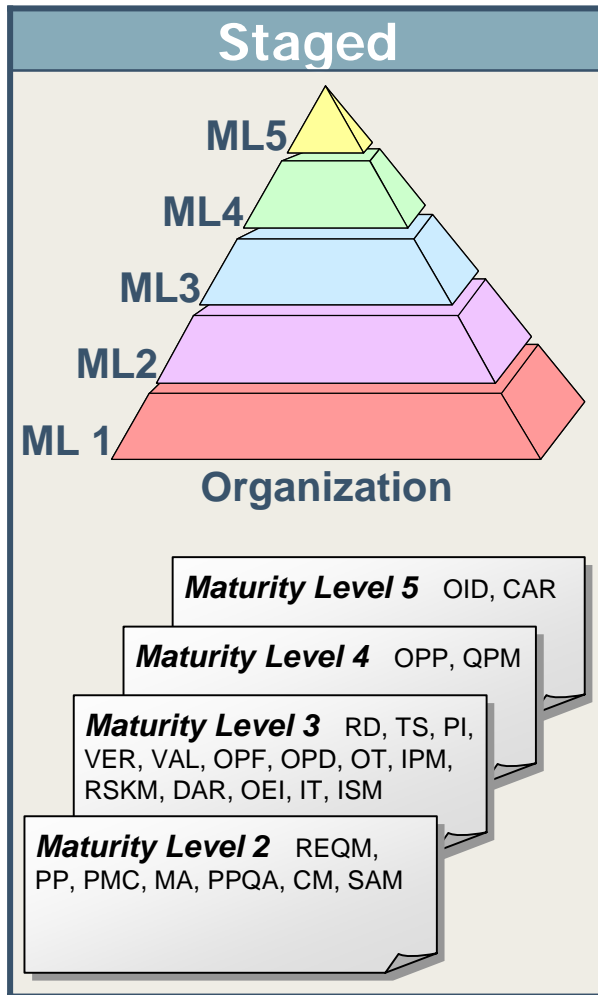 Staged
ML5
ML4
ML3
ML2
ML 1
Organization
Maturity Level 5 OID, CAR
Maturity Level 4 OPP, QPM
Maturity Level 3 RD, TS, PI,
VER, VAL, OPF, OPD, OT, IPM,
RSKM, DAR, OEI, IT, ISM
Maturity Level 2 REQM,
PP, PMC, MA, PPQA, CM, SAM